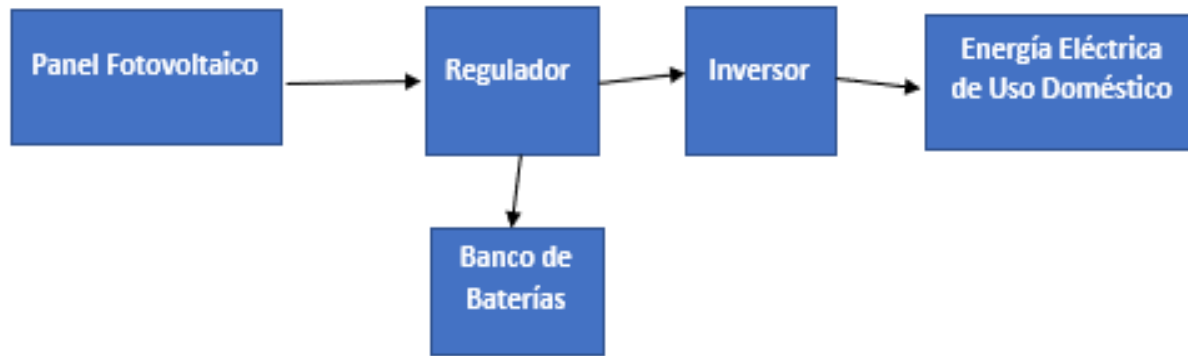 Panel Fotovoltaico
Regulador
Inversor
Energía Eléctrica
de Uso Doméstico
Banco de
Baterías